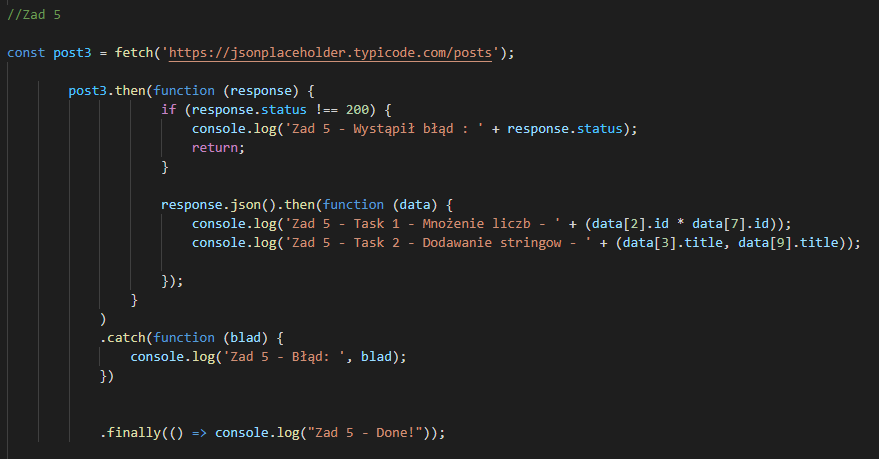 //Zad 5
const post3 = fetch('https://jsonplaceholder.typicode.com/posts');
post3.then(function (response) {
if (response.status !== 200) {
console.log('Zad 5 - Wystąpił błąd : ' + response.status);
return;
}
response.json().then(function (data) {
console.log('Zad 5 - Task 1 - Mnożenie liczb - ' + (data[2].id * data[7].id));
console.log('Zad 5 - Task 2 - Dodawanie stringow - ' + (data[3].title, data[9].title));
});
}
)
.catch(function (blad) {
console.log('Zad 5 - Błąd: ', blad);
})
.finally(() => console.log("Zad 5 - Done!"));